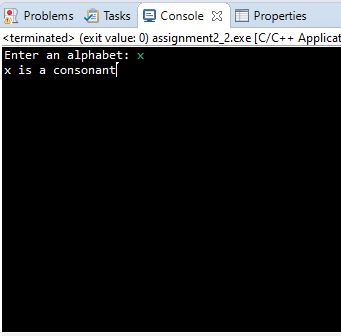 Problems Tasks Console Properties
<terminated> (exit value: 0) assignment2_2.exe [C/C++ Applicat
Enter an alphabet: x
x is a consonant